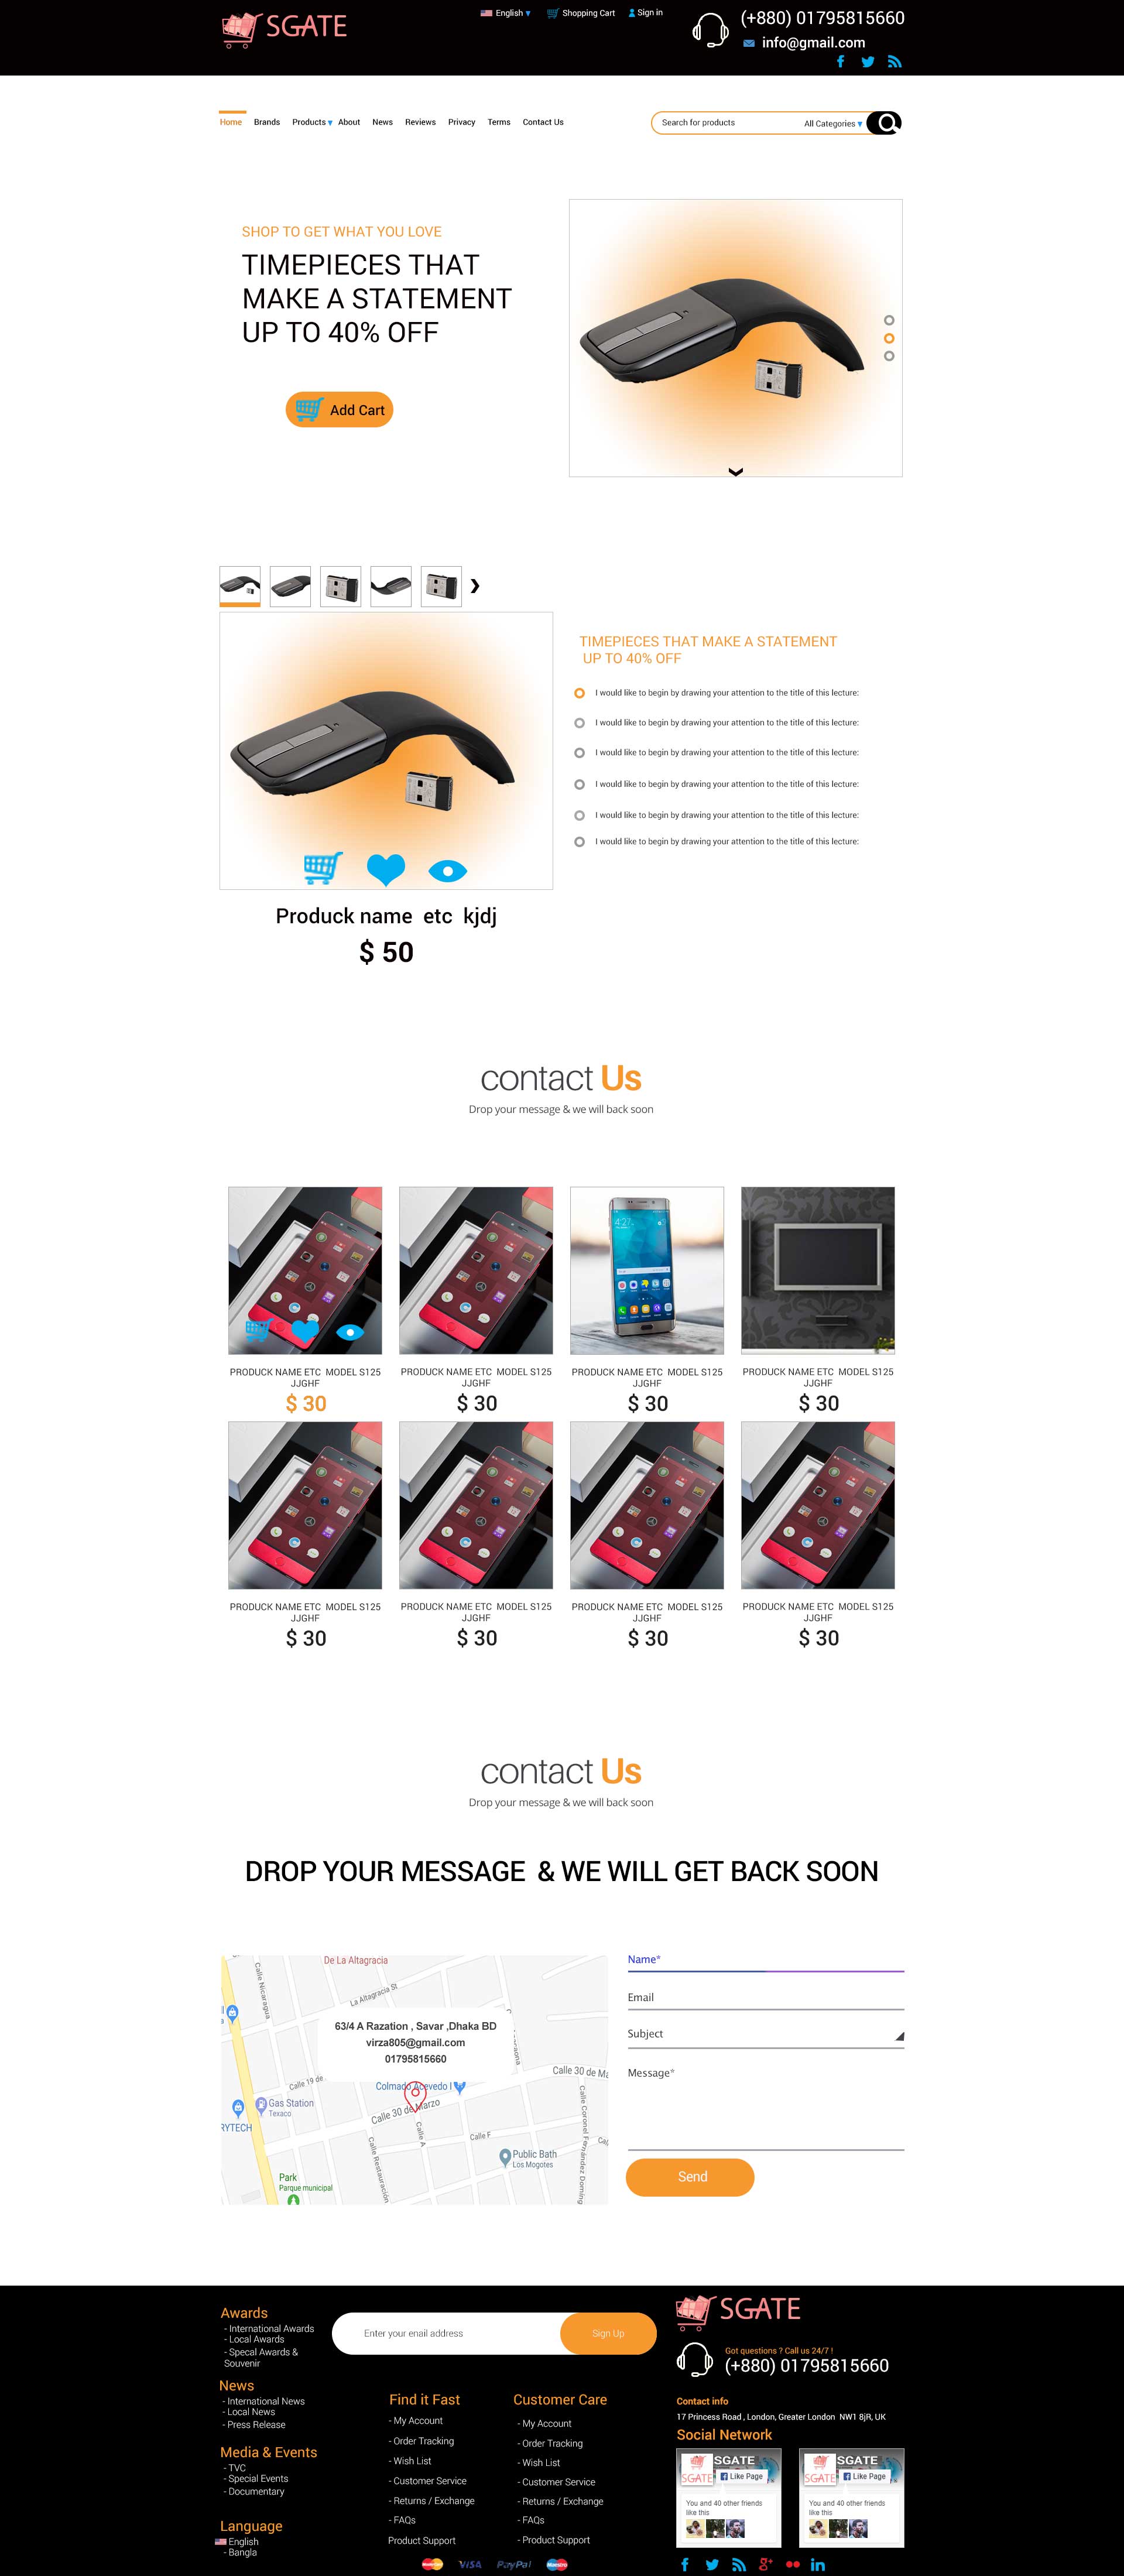 SGATE
English
Shopping Cart
Sign in
(+880) 01795815660
info@gmail.com
Home Brands Products About News Reviews Privacy Terms Contact Us
Search for products All Categories
SHOP TO GET WHAT YOU LOVE
TIMEPIECES THAT
MAKE A STATEMENT
UP TO 40% OFF
Add Cart
TIMEPIECES THAT MAKE A STATEMENT
UP TO 40% OFF
I would like to begin by drawing your attention to the title of this lecture:
I would like to begin by drawing your attention to the title of this lecture:
I would like to begin by drawing your attention to the title of this lecture:
I would like to begin by drawing your attention to the title of this lecture:
I would like to begin by drawing your attention to the title of this lecture:
I would like to begin by drawing your attention to the title of this lecture:
Produck name etc kjdj
$ 50
contact Us
Drop your message & we will back soon
4:27
PRODUCK NAME ETC MODEL S125
JJGHF
$ 30
PRODUCK NAME ETC MODEL S125
JJGHF
$ 30
PRODUCK NAME ETC MODEL S125
JJGHF
$ 30
PRODUCK NAME ETC MODEL S125
JJGHF
$ 30
PRODUCK NAME ETC MODEL S125
JJGHF
$ 30
PRODUCK NAME ETC MODEL S125
JJGHF
$ 30
PRODUCK NAME ETC MODEL S125
JJGHF
$ 30
PRODUCK NAME ETC MODEL S125
JJGHF
$ 30
contact Us
Drop your message & we will back soon
DROP YOUR MESSAGE & WE WILL GET BACK SOON
De La Altagracia
Calle Nicaragua
La Altagracia St
63/4 A Razation , Savar ,Dhaka BD
virza805@gmail.com
01795815660
Calle 19 de
Colmado Acevedo
Calle 30 de Ma
Gas Station
Texaco
Calle 30 de Marzo
RYTECH
Calle A
Calle F
Calle Restauración
Calle Coronel Fernández Doming
Public Bath
Los Mogotes
Park
Parque municipal
Name*
Email
Subject
Message*
Send
Awards
- International Awards
- Local Awards
- Specal Awards &
Souvenir
News
- International News
- Local News
- Press Release
Media & Events
- TVC
- Special Events
- Documentary
Language
English
- Bangla
Enter your enail address
Sign Up
Find it Fast
- My Account
- Order Tracking
- Wish List
- Customer Service
- Returns / Exchange
- FAQs
Product Support
Customer Care
- My Account
- Order Tracking
- Wish List
- Customer Service
- Returns / Exchange
- FAQs
- Product Support
VISA PayPal Maestro
SGATE
Got questions ? Call us 24/7 !
(+880) 01795815660
Contact info
17 Princess Road , London, Greater London NW1 8jR, UK
Social Network
SGATE
SGATE
Like Page
You and 40 other friends
like this
SGATE
SGATE
Like Page
You and 40 other friends
like this